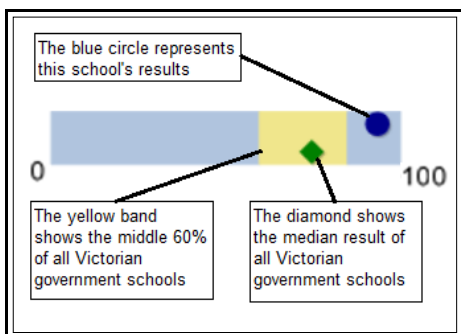 The blue circle represents
this school's results
0
100
The yellow band
shows the middle 60%
of all Victorian
government schools
The diamond shows
the median result of
all Victorian
government schools